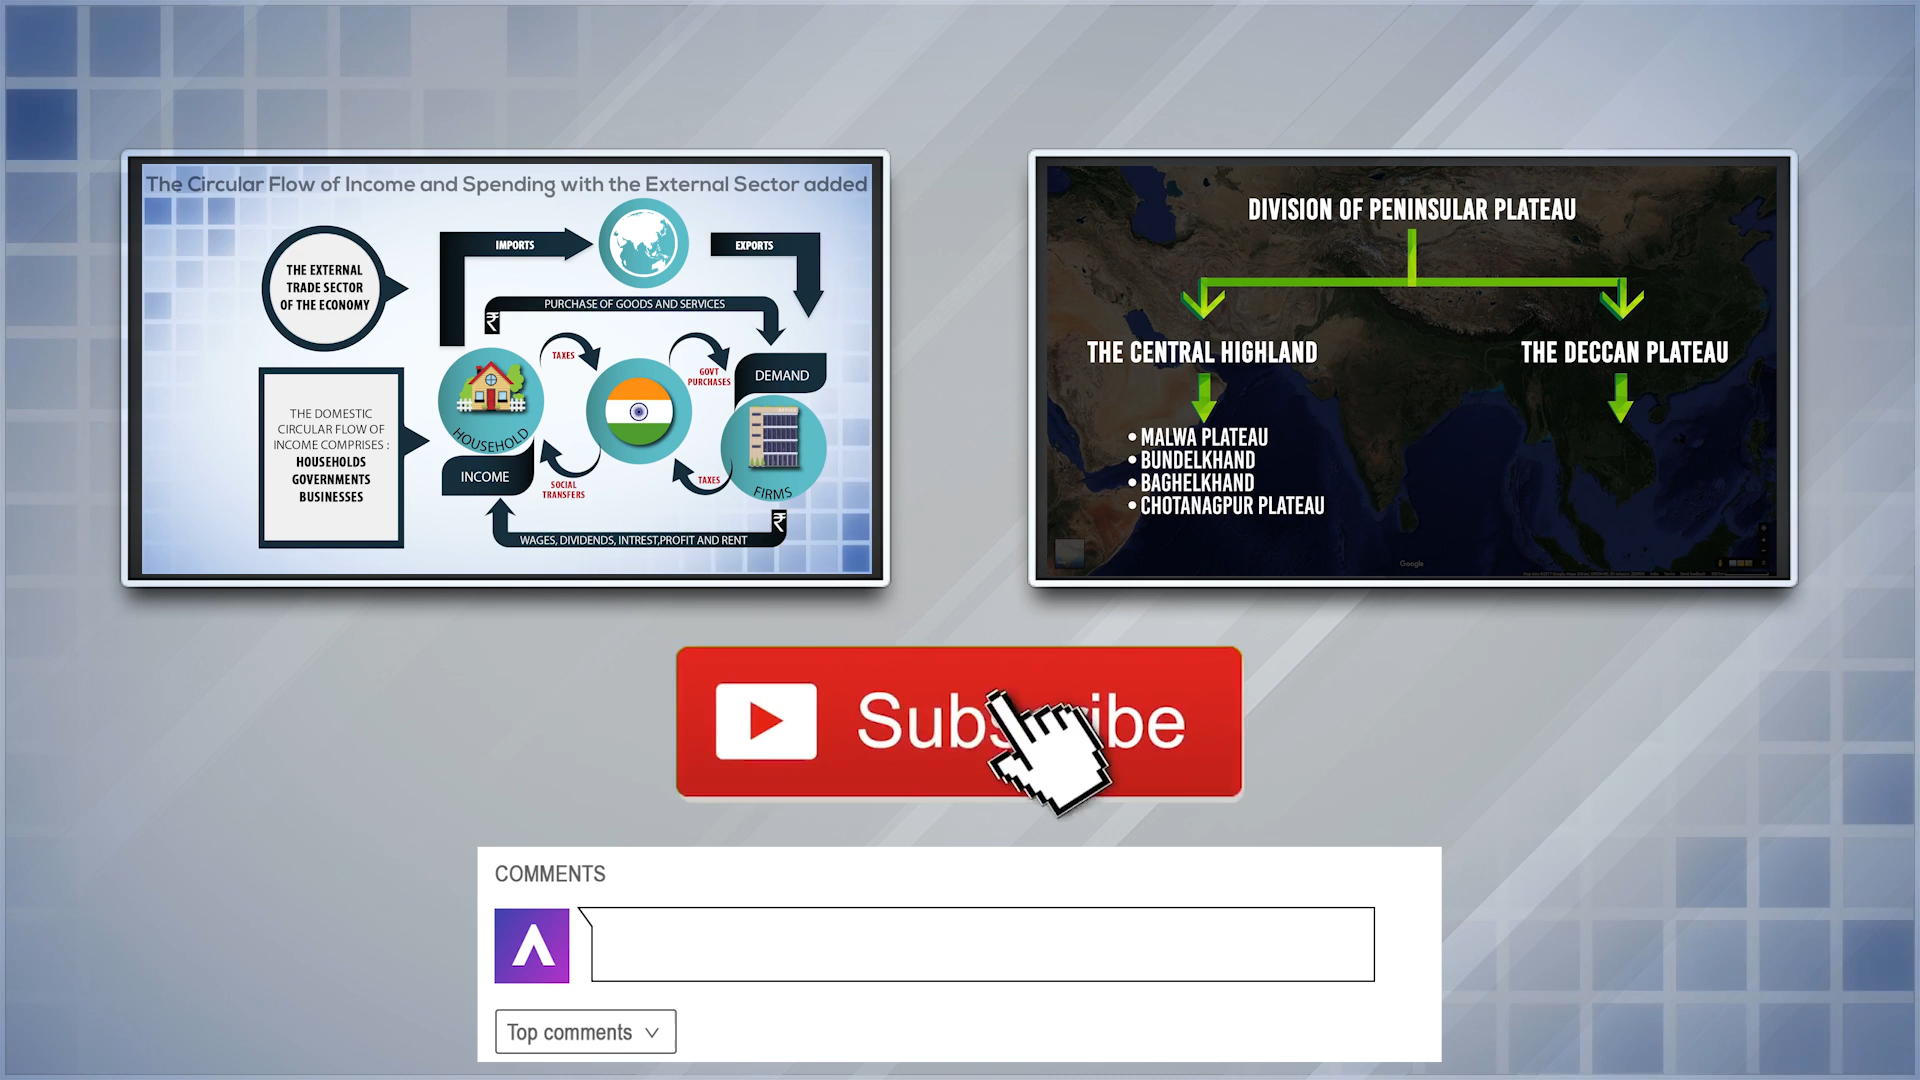 The Circular Flow of Income and Spending with the External Sector added
THE EXTERNAL
TRADE SECTOR
OF THE ECONOMY
IMPORTS
EXPORTS
PURCHASE OF GOODS AND SERVICES
₹
TAXES
GOVT
PURCHASES
DEMAND
THE DOMESTIC
CIRCULAR FLOW OF
INCOME COMPRISES :
HOUSEHOLDS
GOVERNMENTS
BUSINESSES
HOUSEHOLD
INCOME
SOCIAL
TRANSFERS
TAXES
FIRMS
₹
WAGES, DIVIDENDS, INTREST,PROFIT AND RENT
DIVISION OF PENINSULAR PLATEAU
THE CENTRAL HIGHLAND
THE DECCAN PLATEAU
• MALWA PLATEAU
• BUNDELKHAND
• BAGHELKHAND
• CHOTANAGPUR PLATEAU
Google
Subscribe
COMMENTS
Top comments